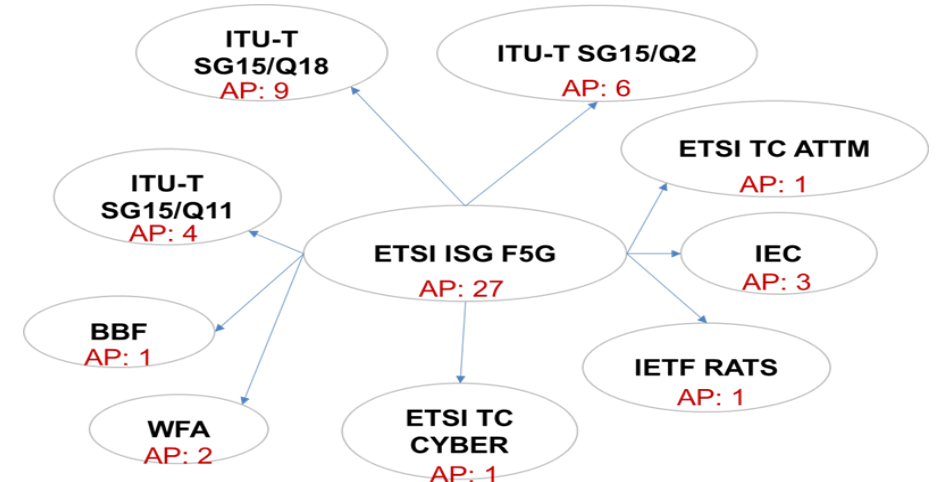 ITU-T
SG15/Q18
AP: 9
ITU-T SG15/Q2
AP: 6
ETSI TC ATTM
AP: 1
ITU-T
SG15/Q11
AP: 4
ETSI ISG F5G
AP: 27
IEC
AP: 3
BBF
AP: 1
IETF RATS
AP: 1
WFA
AP: 2
ETSI TC
CYBER
AP: 1